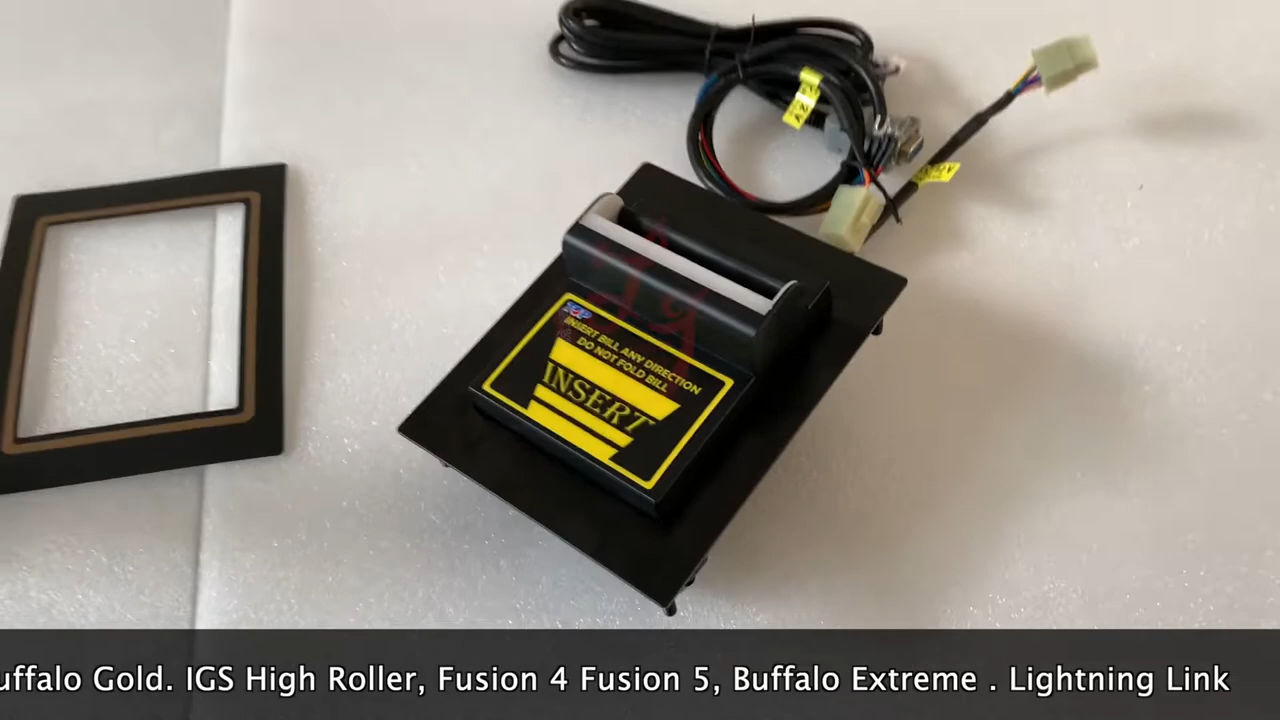 TOP
INSERT BILL ANY DIRECTION
DO NOT FOLD BILL
INSERT
uffalo Gold. IGS High Roller, Fusion 4 Fusion 5, Buffalo Extreme . Lightning Link